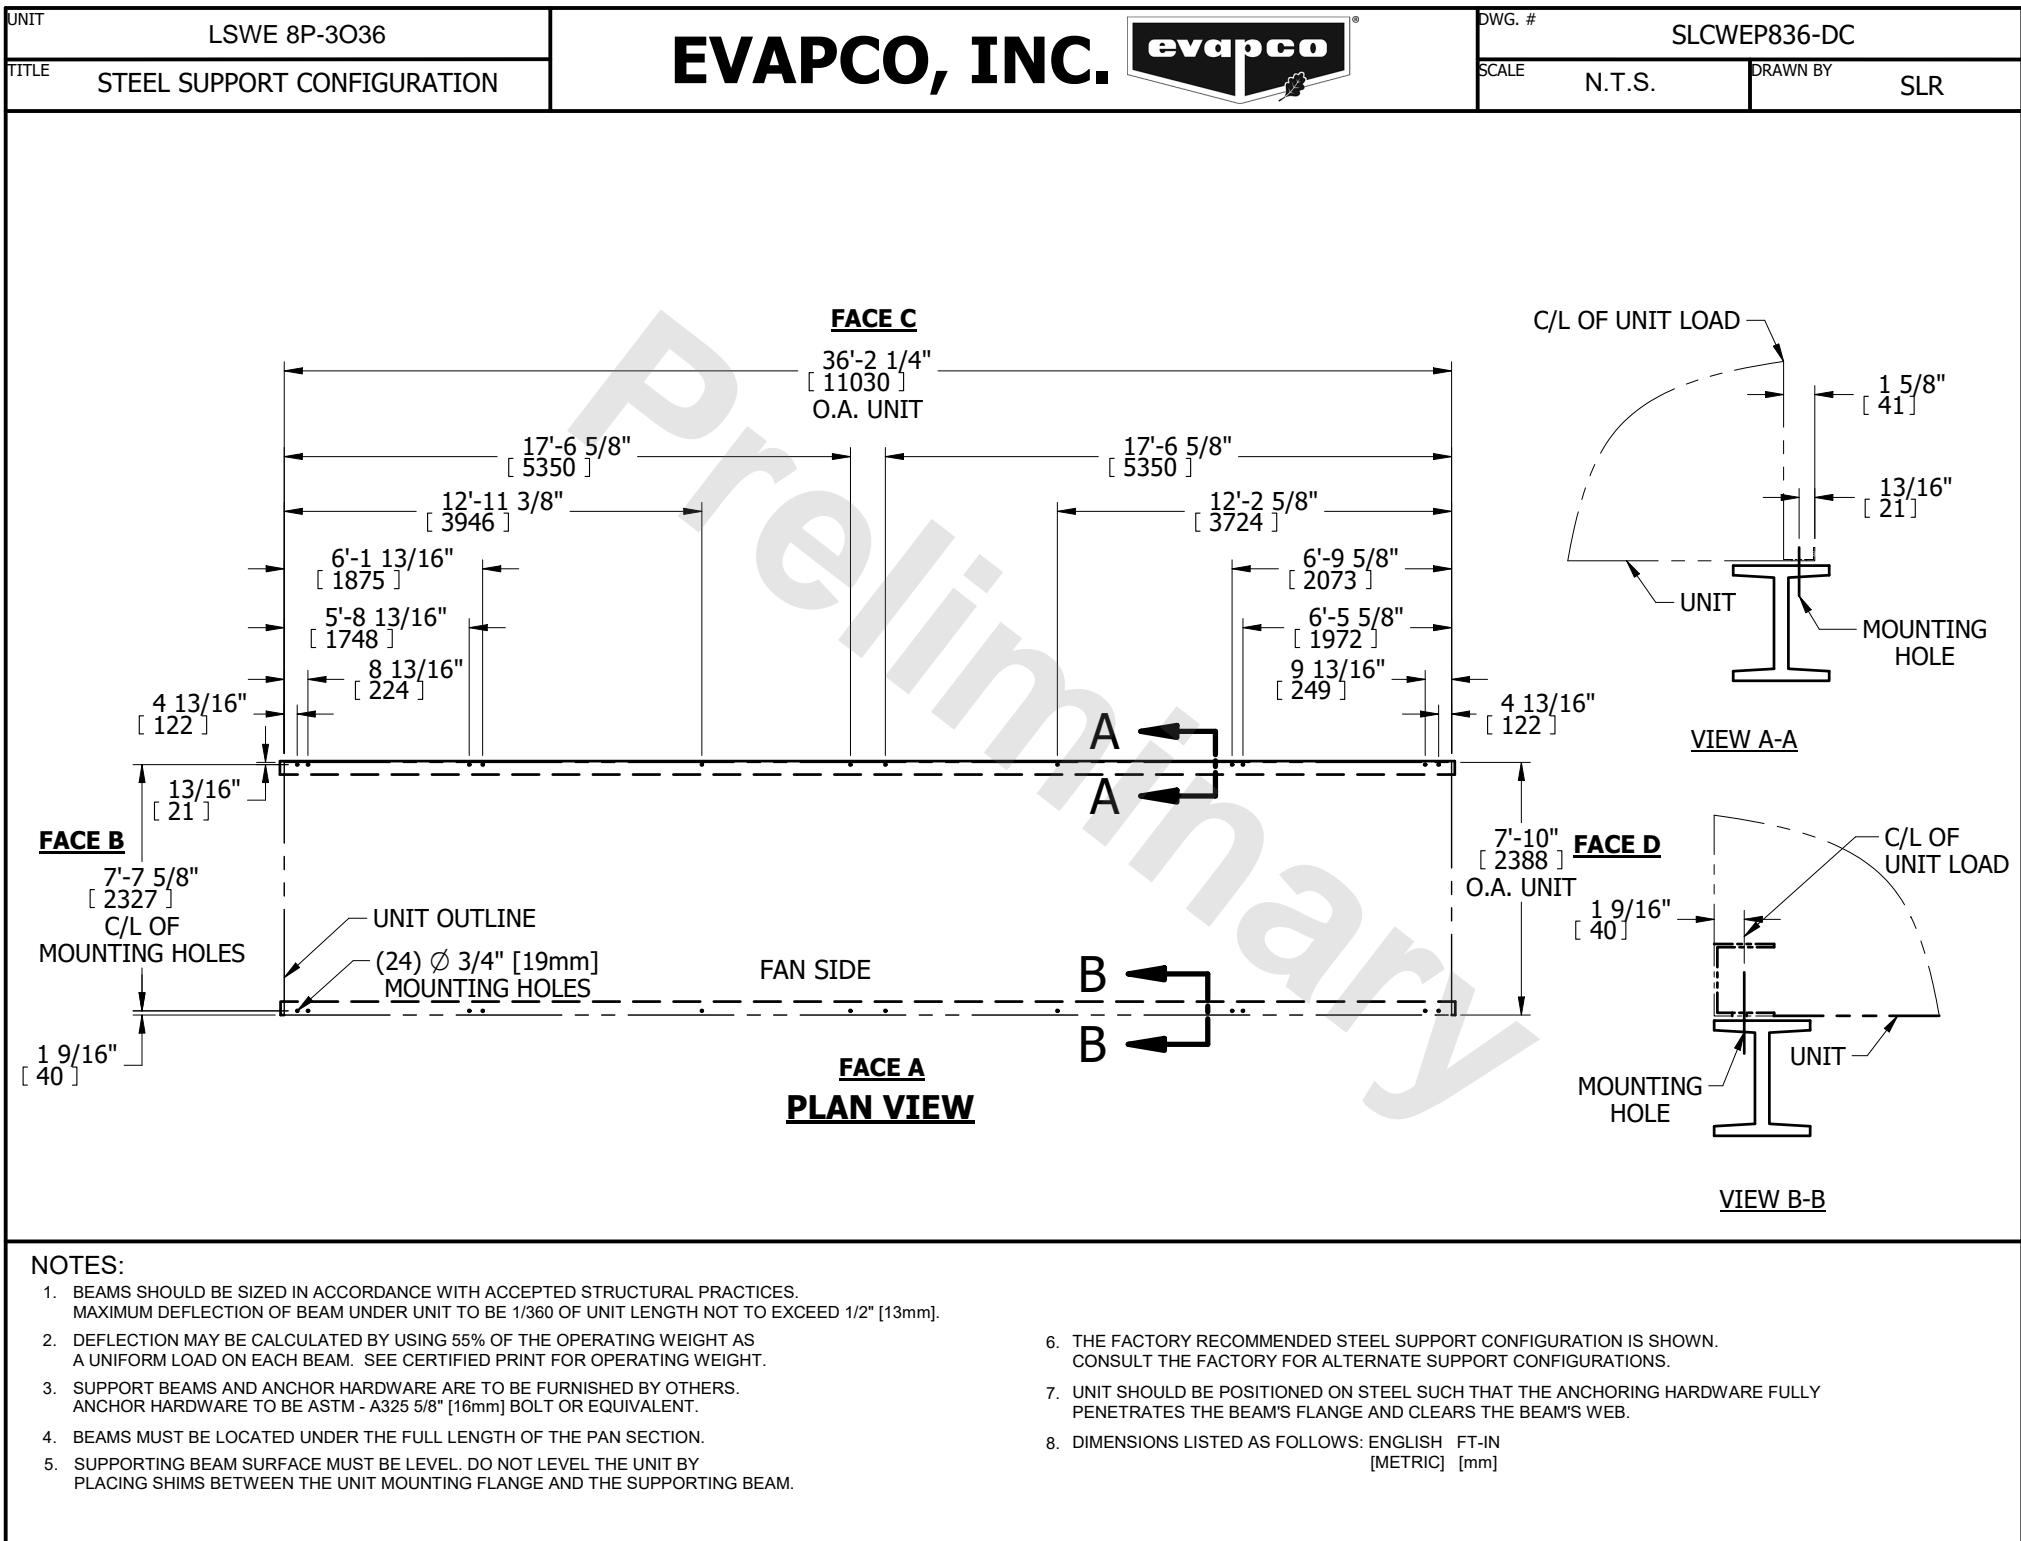 UNIT
LSWE 8P-3O36
TITLE
STEEL SUPPORT CONFIGURATION
EVAPCO, INC.
evapco
®
DWG. #
SLCWEP836-DC
SCALE
N.T.S.
DRAWN BY
SLR
FACE C
36'-2 1/4"
[ 11030 ]
O.A. UNIT
17'-6 5/8"
[ 5350 ]
17'-6 5/8"
[ 5350 ]
12'-11 3/8"
[ 3946 ]
12'-2 5/8"
[ 3724 ]
6'-1 13/16"
[ 1875 ]
6'-9 5/8"
[ 2073 ]
5'-8 13/16"
[ 1748 ]
6'-5 5/8"
[ 1972 ]
8 13/16"
[ 224 ]
9 13/16"
[ 249 ]
4 13/16"
[ 122 ]
4 13/16"
[ 122 ]
A
A
13/16"
[ 21 ]
FACE B
7'-7 5/8"
[ 2327 ]
C/L OF
MOUNTING HOLES
7'-10"
[ 2388 ]
O.A. UNIT
FACE D
UNIT OUTLINE
(24) Ø 3/4" [19mm]
MOUNTING HOLES
FAN SIDE
B
B
1 9/16"
[ 40 ]
FACE A
PLAN VIEW
Preliminary
C/L OF UNIT LOAD
1 5/8"
[ 41 ]
13/16"
[ 21 ]
UNIT
MOUNTING
HOLE
VIEW A-A
C/L OF
UNIT LOAD
1 9/16"
[ 40 ]
UNIT
MOUNTING
HOLE
VIEW B-B
NOTES:
1. BEAMS SHOULD BE SIZED IN ACCORDANCE WITH ACCEPTED STRUCTURAL PRACTICES.
MAXIMUM DEFLECTION OF BEAM UNDER UNIT TO BE 1/360 OF UNIT LENGTH NOT TO EXCEED 1/2" [13mm].
2. DEFLECTION MAY BE CALCULATED BY USING 55% OF THE OPERATING WEIGHT AS
A UNIFORM LOAD ON EACH BEAM. SEE CERTIFIED PRINT FOR OPERATING WEIGHT.
3. SUPPORT BEAMS AND ANCHOR HARDWARE ARE TO BE FURNISHED BY OTHERS.
ANCHOR HARDWARE TO BE ASTM - A325 5/8" [16mm] BOLT OR EQUIVALENT.
4. BEAMS MUST BE LOCATED UNDER THE FULL LENGTH OF THE PAN SECTION.
5. SUPPORTING BEAM SURFACE MUST BE LEVEL. DO NOT LEVEL THE UNIT BY
PLACING SHIMS BETWEEN THE UNIT MOUNTING FLANGE AND THE SUPPORTING BEAM.
6. THE FACTORY RECOMMENDED STEEL SUPPORT CONFIGURATION IS SHOWN.
CONSULT THE FACTORY FOR ALTERNATE SUPPORT CONFIGURATIONS.
7. UNIT SHOULD BE POSITIONED ON STEEL SUCH THAT THE ANCHORING HARDWARE FULLY
PENETRATES THE BEAM'S FLANGE AND CLEARS THE BEAM'S WEB.
8. DIMENSIONS LISTED AS FOLLOWS: ENGLISH FT-IN
[METRIC] [mm]